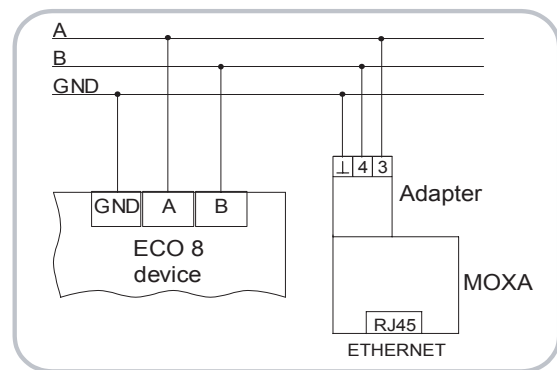 A
B
GND
⊥ 4 3
Adapter
GND A B
ECO 8
device
MOXA
RJ45
ETHERNET